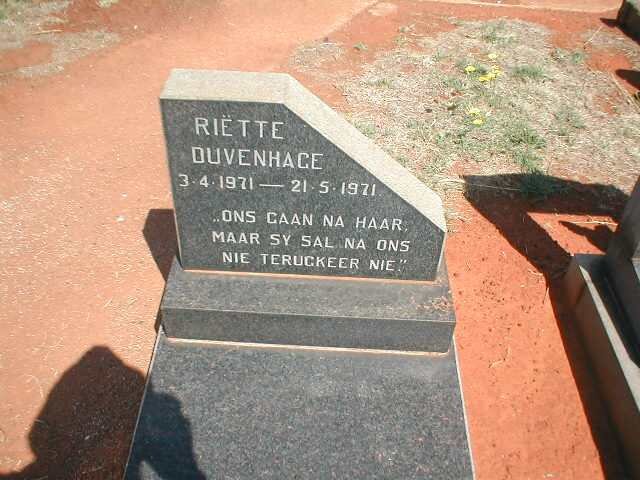 RIËTTE
DUVENHAGE
3·4·1971 — 21·5·1971
„ONS GAAN NA HAAR,
MAAR SY SAL NA ONS
NIE TERUGKEER NIE."